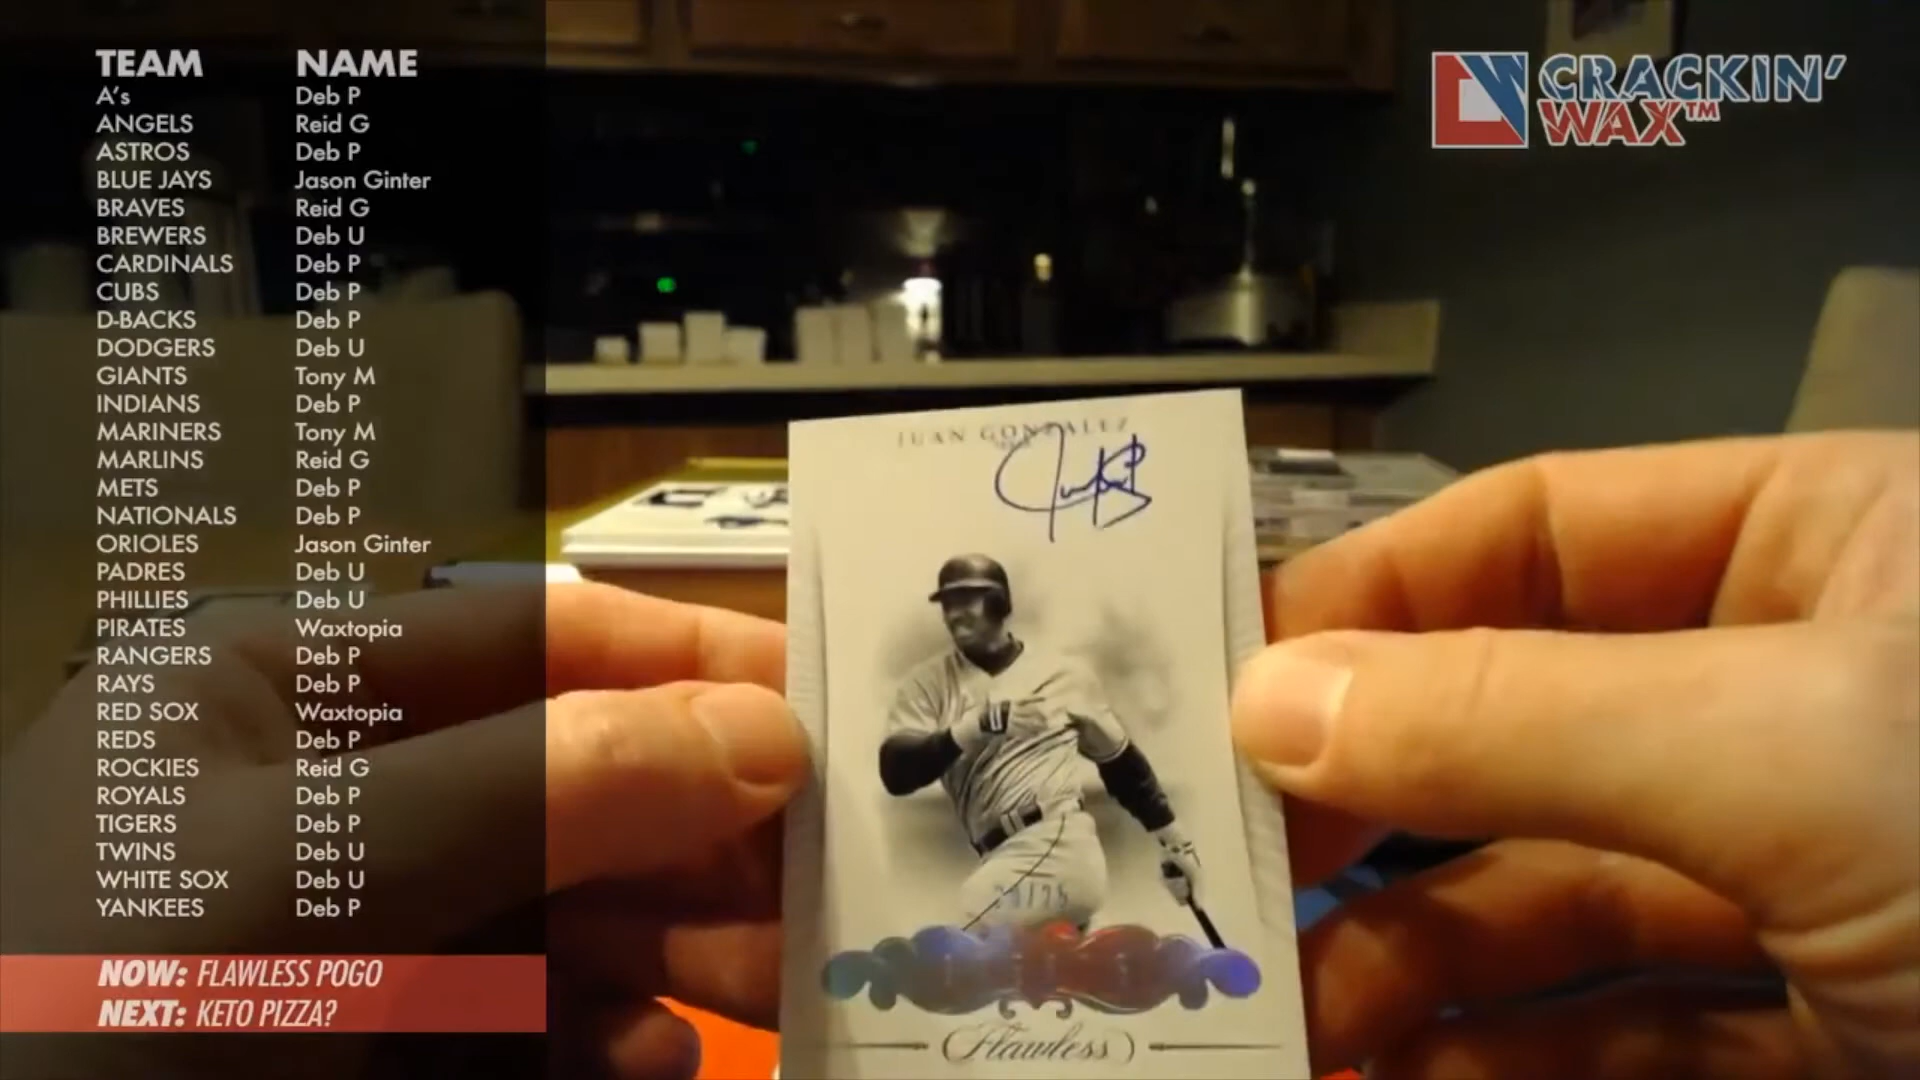 TEAM NAME
A's Deb P
ANGELS Reid G
ASTROS Deb P
BLUE JAYS Jason Ginter
BRAVES Reid G
BREWERS Deb U
CARDINALS Deb P
CUBS Deb P
D-BACKS Deb P
DODGERS Deb U
GIANTS Tony M
INDIANS Deb P
MARINERS Tony M
MARLINS Reid G
METS Deb P
NATIONALS Deb P
ORIOLES Jason Ginter
PADRES Deb U
PHILLIES Deb U
PIRATES Waxtopia
RANGERS Deb P
RAYS Deb P
RED SOX Waxtopia
REDS Deb P
ROCKIES Reid G
ROYALS Deb P
TIGERS Deb P
TWINS Deb U
WHITE SOX Deb U
YANKEES Deb P
NOW: FLAWLESS POGO
NEXT: KETO PIZZA?
CRACKIN'
WAX™
JUAN GONZALEZ
Flawless